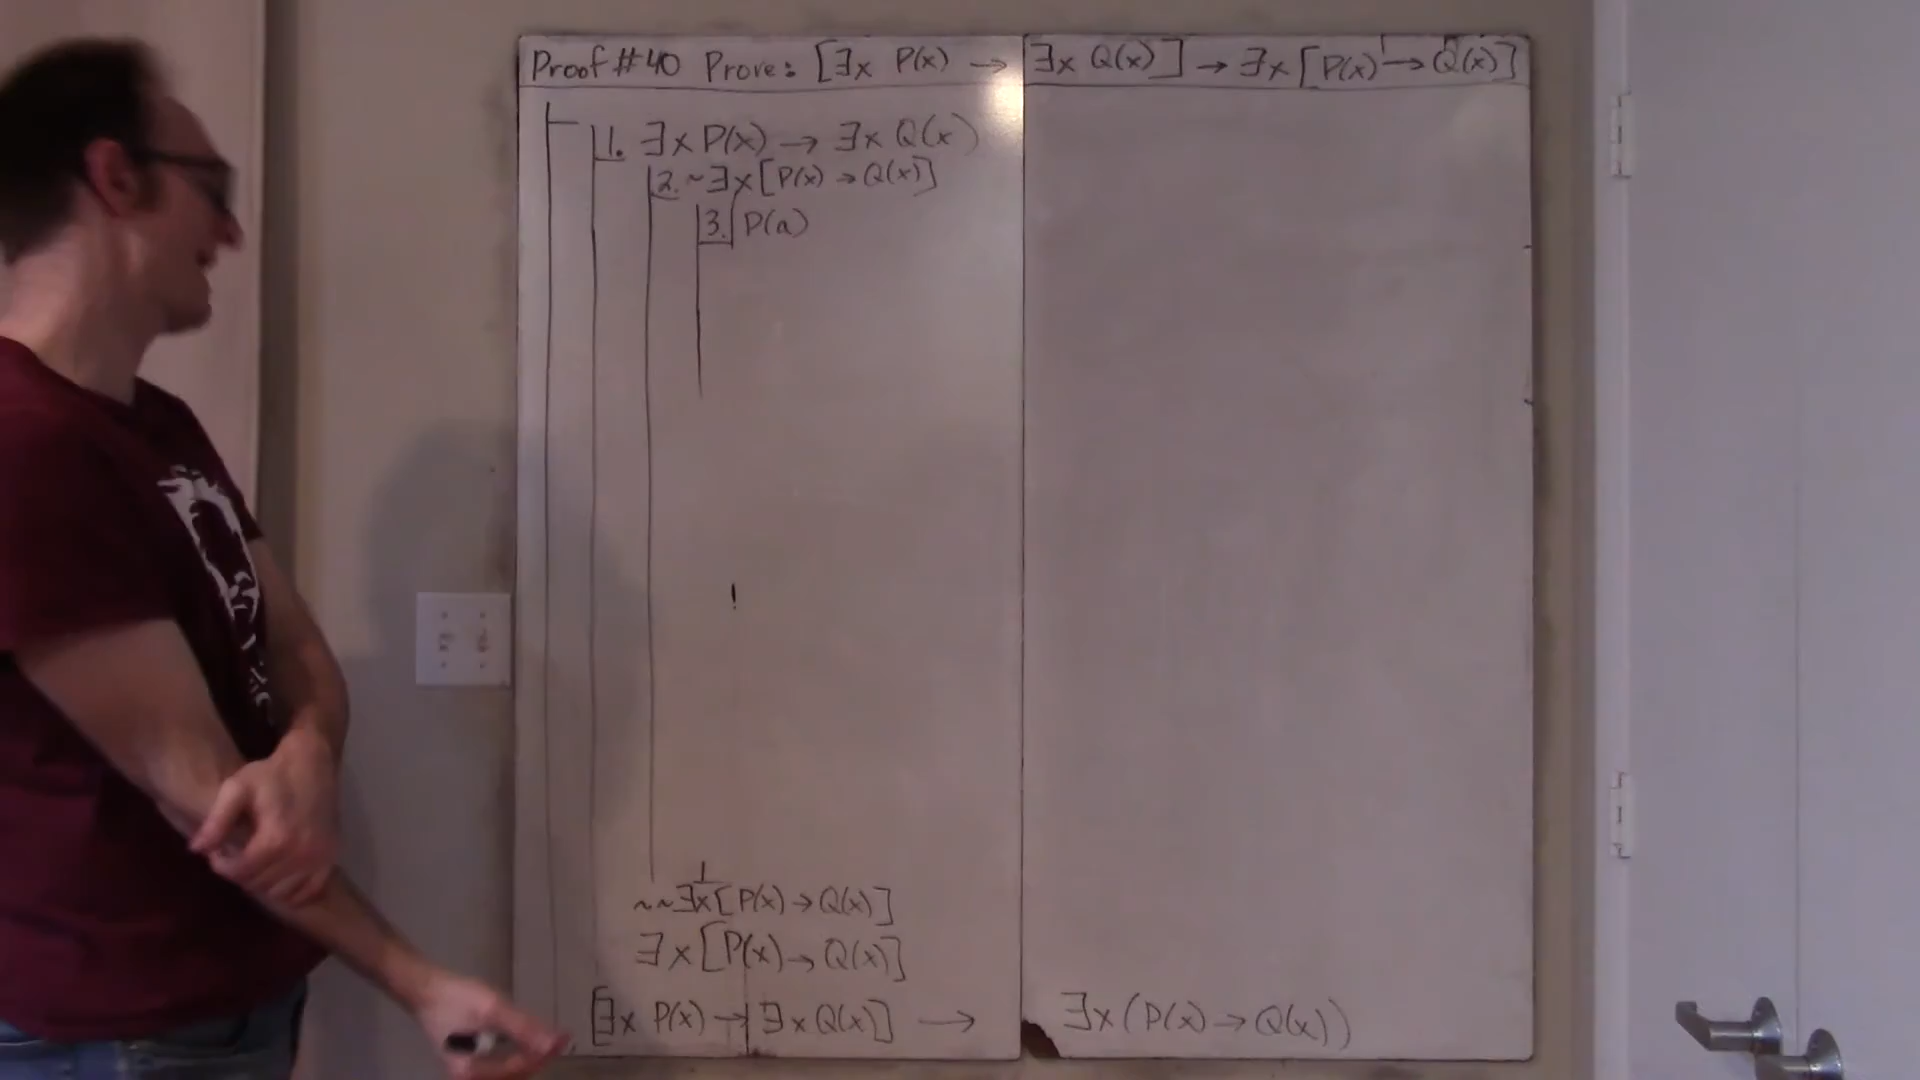 Proof #40 Prove: [∃x P(x) → ∃x Q(x)] → ∃x [P(x) → Q(x)]
1. ∃x P(x) → ∃x Q(x)
2. ~∃x[P(x) → Q(x)]
3. P(a)
~~∃x[P(x) → Q(x)]
∃x[P(x) → Q(x)]
[∃x P(x) → ∃x Q(x)] → ∃x(P(x) → Q(x))